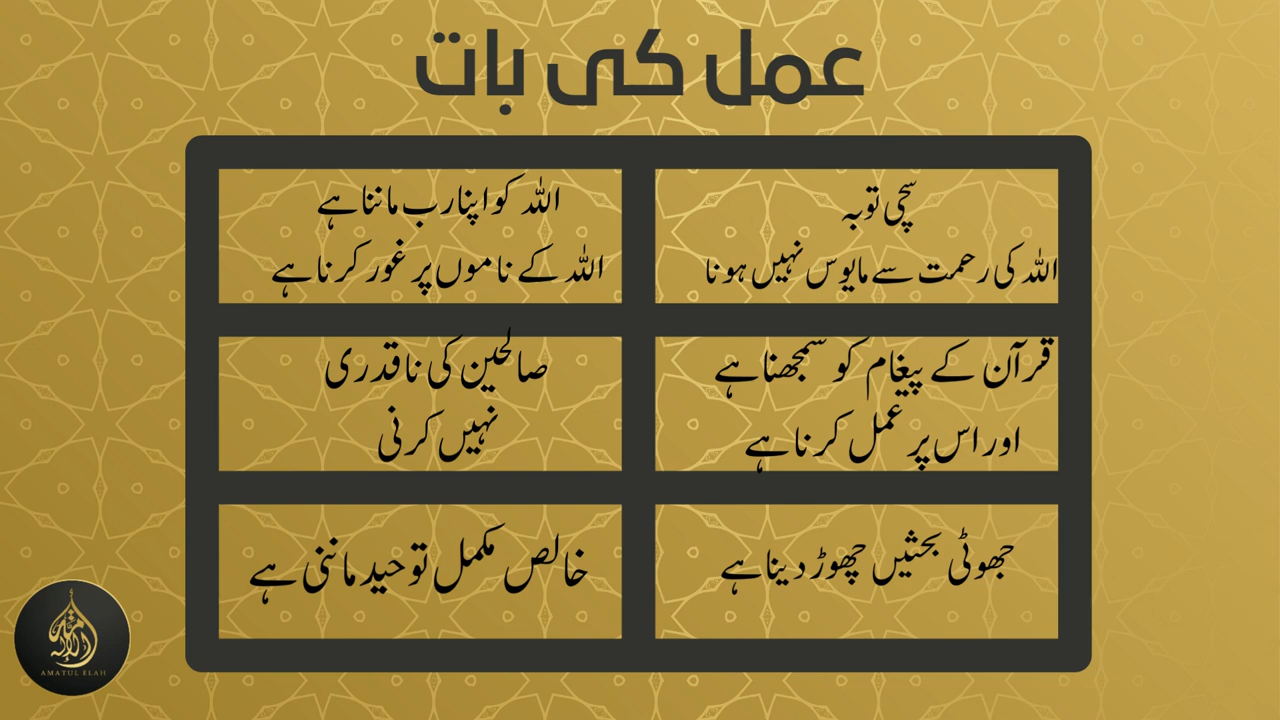 عمل کی بات
سچی توبہ
اللہ کی رحمت سے مایوس نہیں ہونا
اللہ کو اپنا رب ماننا ہے
اللہ کے ناموں پر غور کرنا ہے
قرآن کے پیغام کو سمجھنا ہے
اور اس پر عمل کرنا ہے
صالحین کی ناقدری
نہیں کرنی
جھوٹی بحثیں چھوڑ دینا ہے
خالص مکمل توحید ماننی ہے
AMATUL ELAH